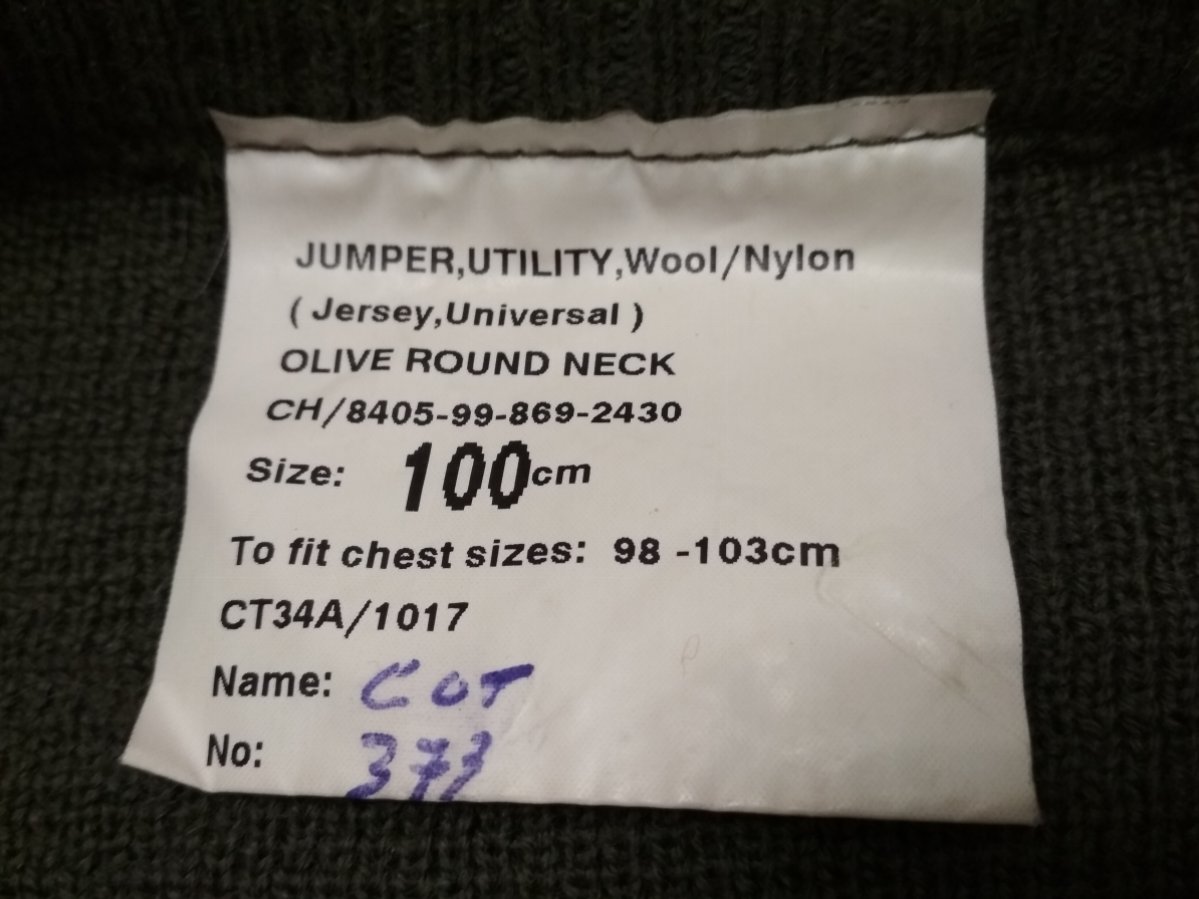 JUMPER,UTILITY,Wool/Nylon
( Jersey,Universal )
OLIVE ROUND NECK
CH/8405-99-869-2430
Size: 100cm
To fit chest sizes: 98 -103cm
CT34A/1017
Name: COT
No: 373